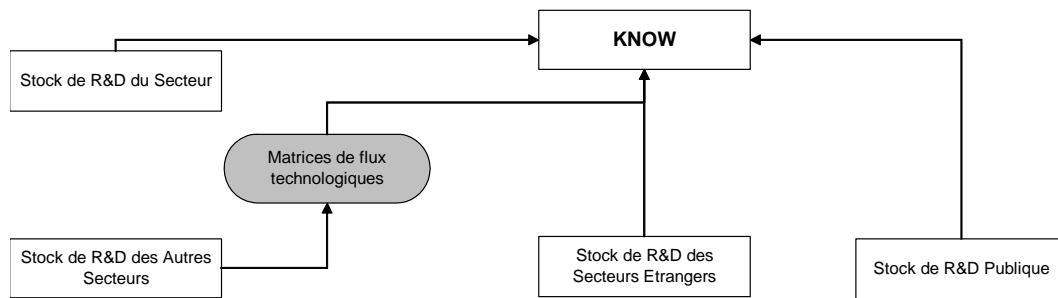 KNOW
Stock de R&D du Secteur
Matrices de flux
technologiques
Stock de R&D des Autres
Secteurs
Stock de R&D des
Secteurs Etrangers
Stock de R&D Publique